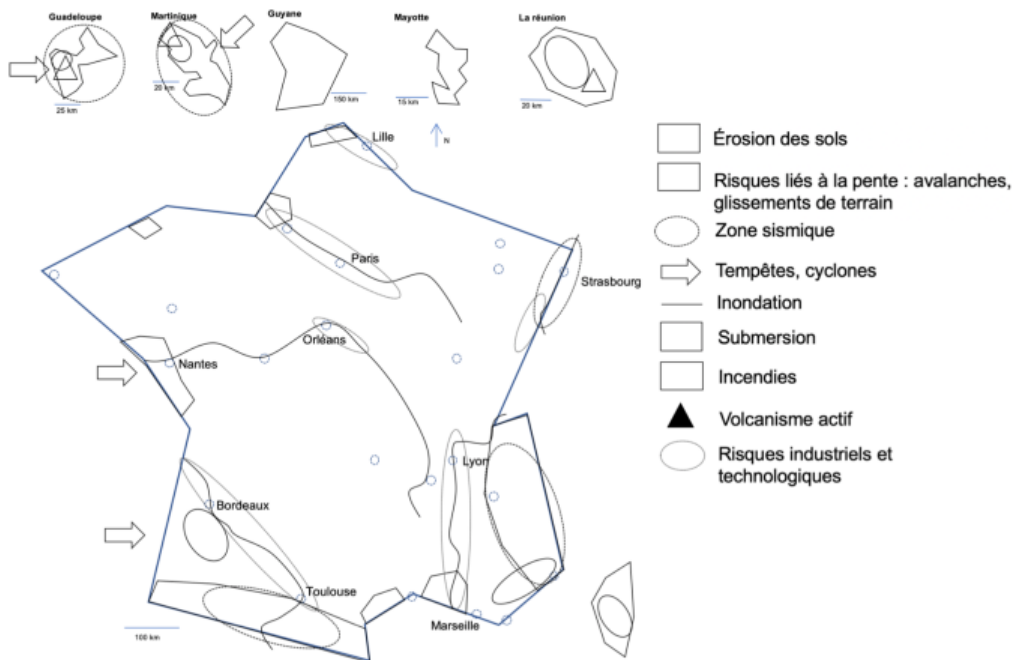 Guadeloupe
Martinique
Guyane
Mayotte
La réunion
25 km
20 km
150 km
15 km
20 km
N
Lille
Paris
Strasbourg
Orléans
Nantes
Lyon
Bordeaux
Toulouse
Marseille
100 km
Érosion des sols
Risques liés à la pente : avalanches,
glissements de terrain
Zone sismique
Tempêtes, cyclones
Inondation
Submersion
Incendies
Volcanisme actif
Risques industriels et
technologiques